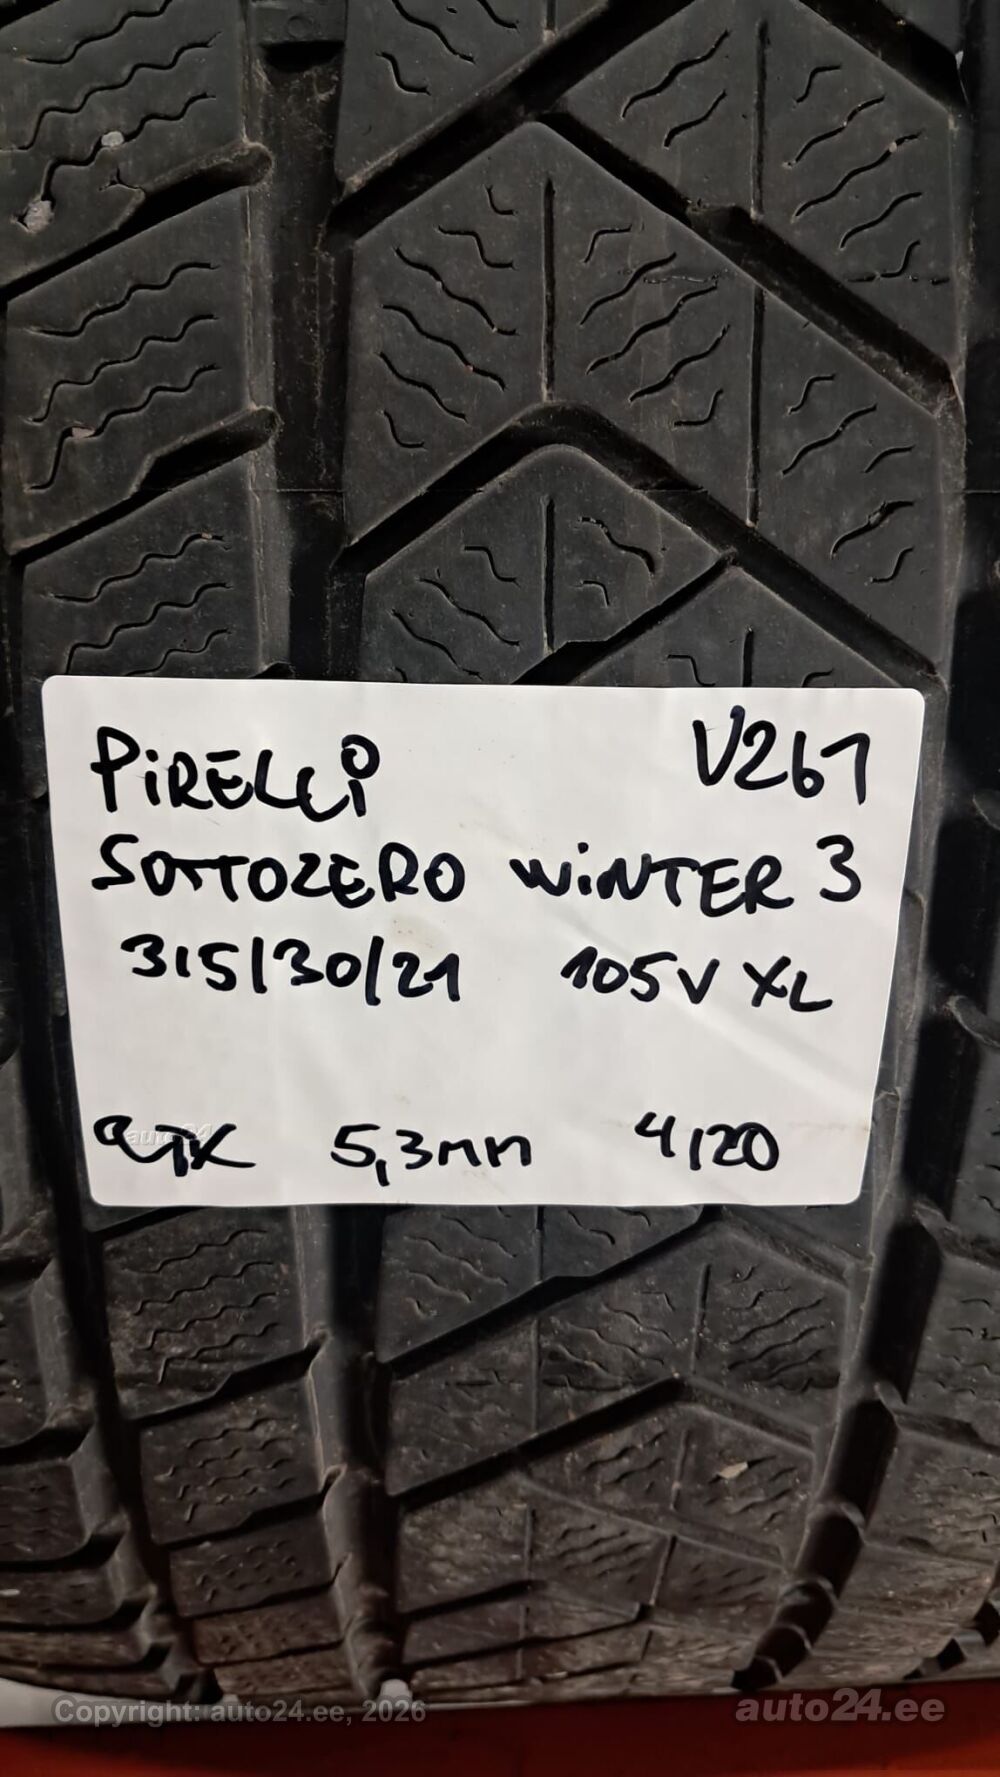 PIRELLI V261
SOTTOZERO WINTER 3
315/30/21 105V XL
5,3mm 4/20
Copyright: auto24.ee, 2026 auto24.ee